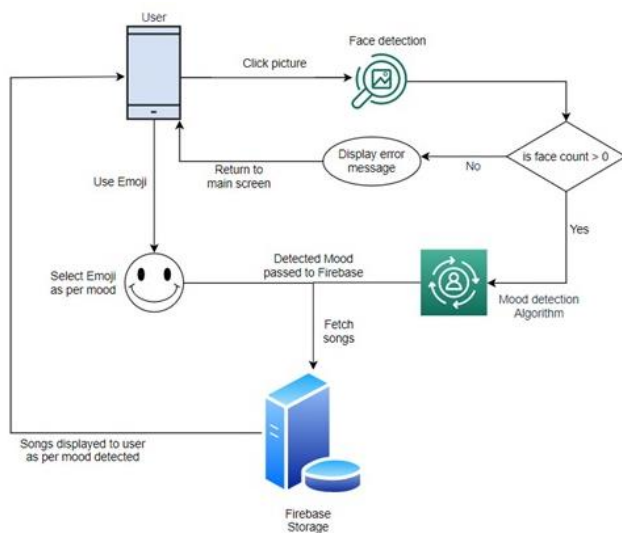 User
Face detection
Click picture
is face count > 0
Display error
message
No
Return to
main screen
Use Emoji
Yes
Select Emoji
as per mood
Detected Mood
passed to Firebase
Mood detection
Algorithm
Fetch
songs
Songs displayed to user
as per mood detected
Firebase
Storage